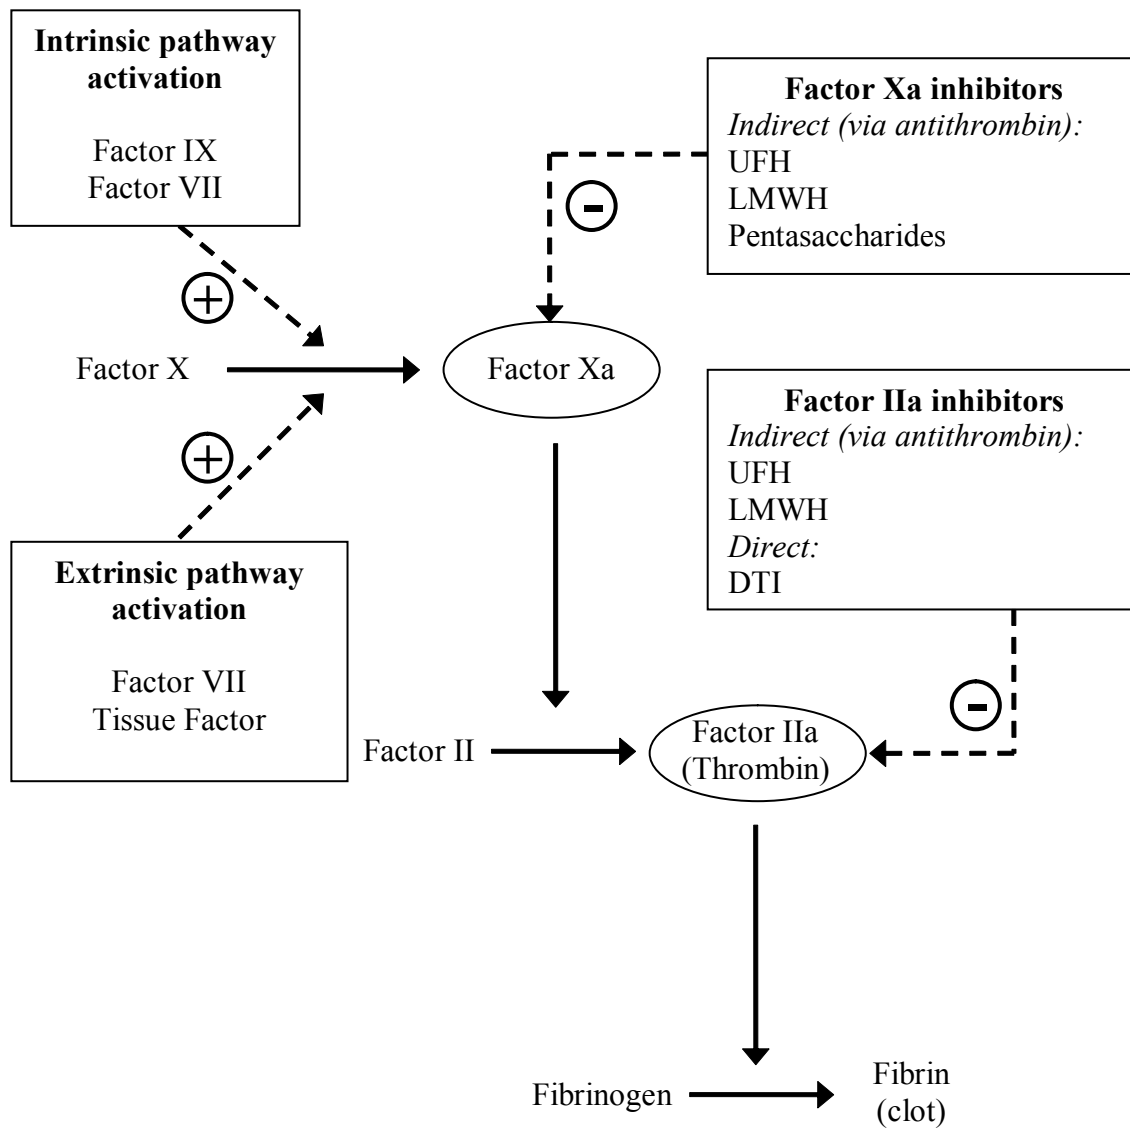 Intrinsic pathway
activation
Factor IX
Factor VII
Factor Xa inhibitors
Indirect (via antithrombin):
UFH
LMWH
Pentasaccharides
+
-
Factor X
Factor Xa
+
Factor IIa inhibitors
Indirect (via antithrombin):
UFH
LMWH
Direct:
DTI
Extrinsic pathway
activation
Factor VII
Tissue Factor
-
Factor II
Factor IIa
(Thrombin)
Fibrinogen
Fibrin
(clot)